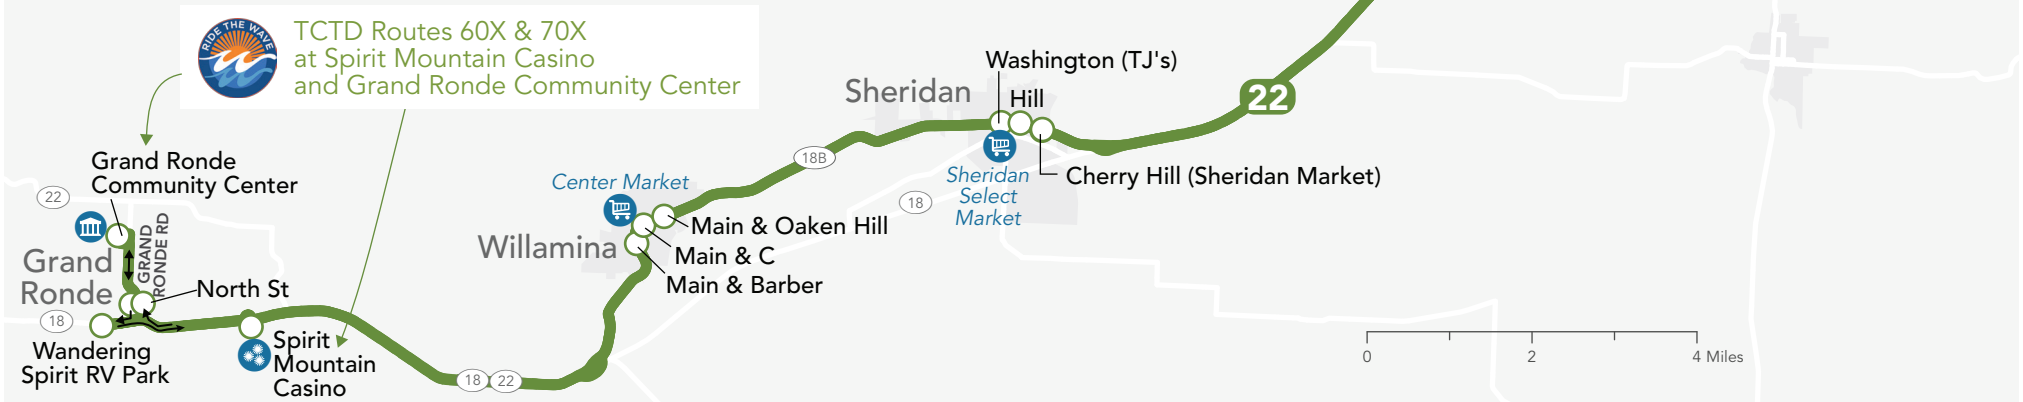 RIDE THE WAVE
TCTD Routes 60X & 70X
at Spirit Mountain Casino
and Grand Ronde Community Center
Washington (TJ's)
Sheridan
Hill
22
18B
Grand Ronde
Community Center
Center Market
Sheridan
Select
Market
Cherry Hill (Sheridan Market)
22
18
GRAND
RONDE RD
Main & Oaken Hill
Willamina
Main & C
Main & Barber
Grand
Ronde
North St
18
Wandering
Spirit RV Park
Spirit
Mountain
Casino
18
22
0
2
4 Miles